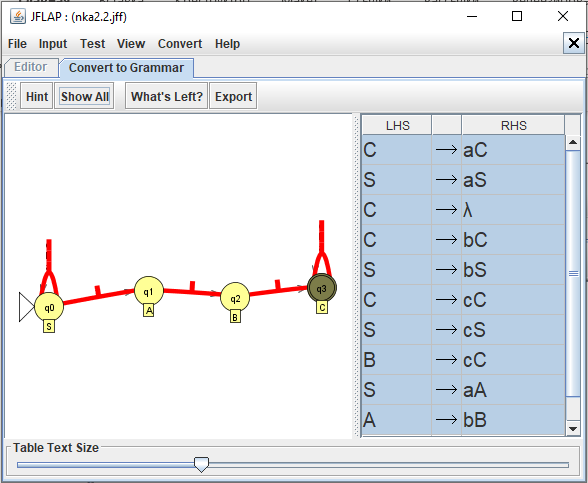 JFLAP : (nka2.2.jff)
File Input Test View Convert Help
Editor Convert to Grammar
Hint Show All What's Left? Export
LHS RHS
C → aC
S → aS
C → λ
C → bC
S → bS
C → cC
S → cS
B → cC
S → aA
A → bB
q0
S
q1
A
q2
B
q3
C
Table Text Size